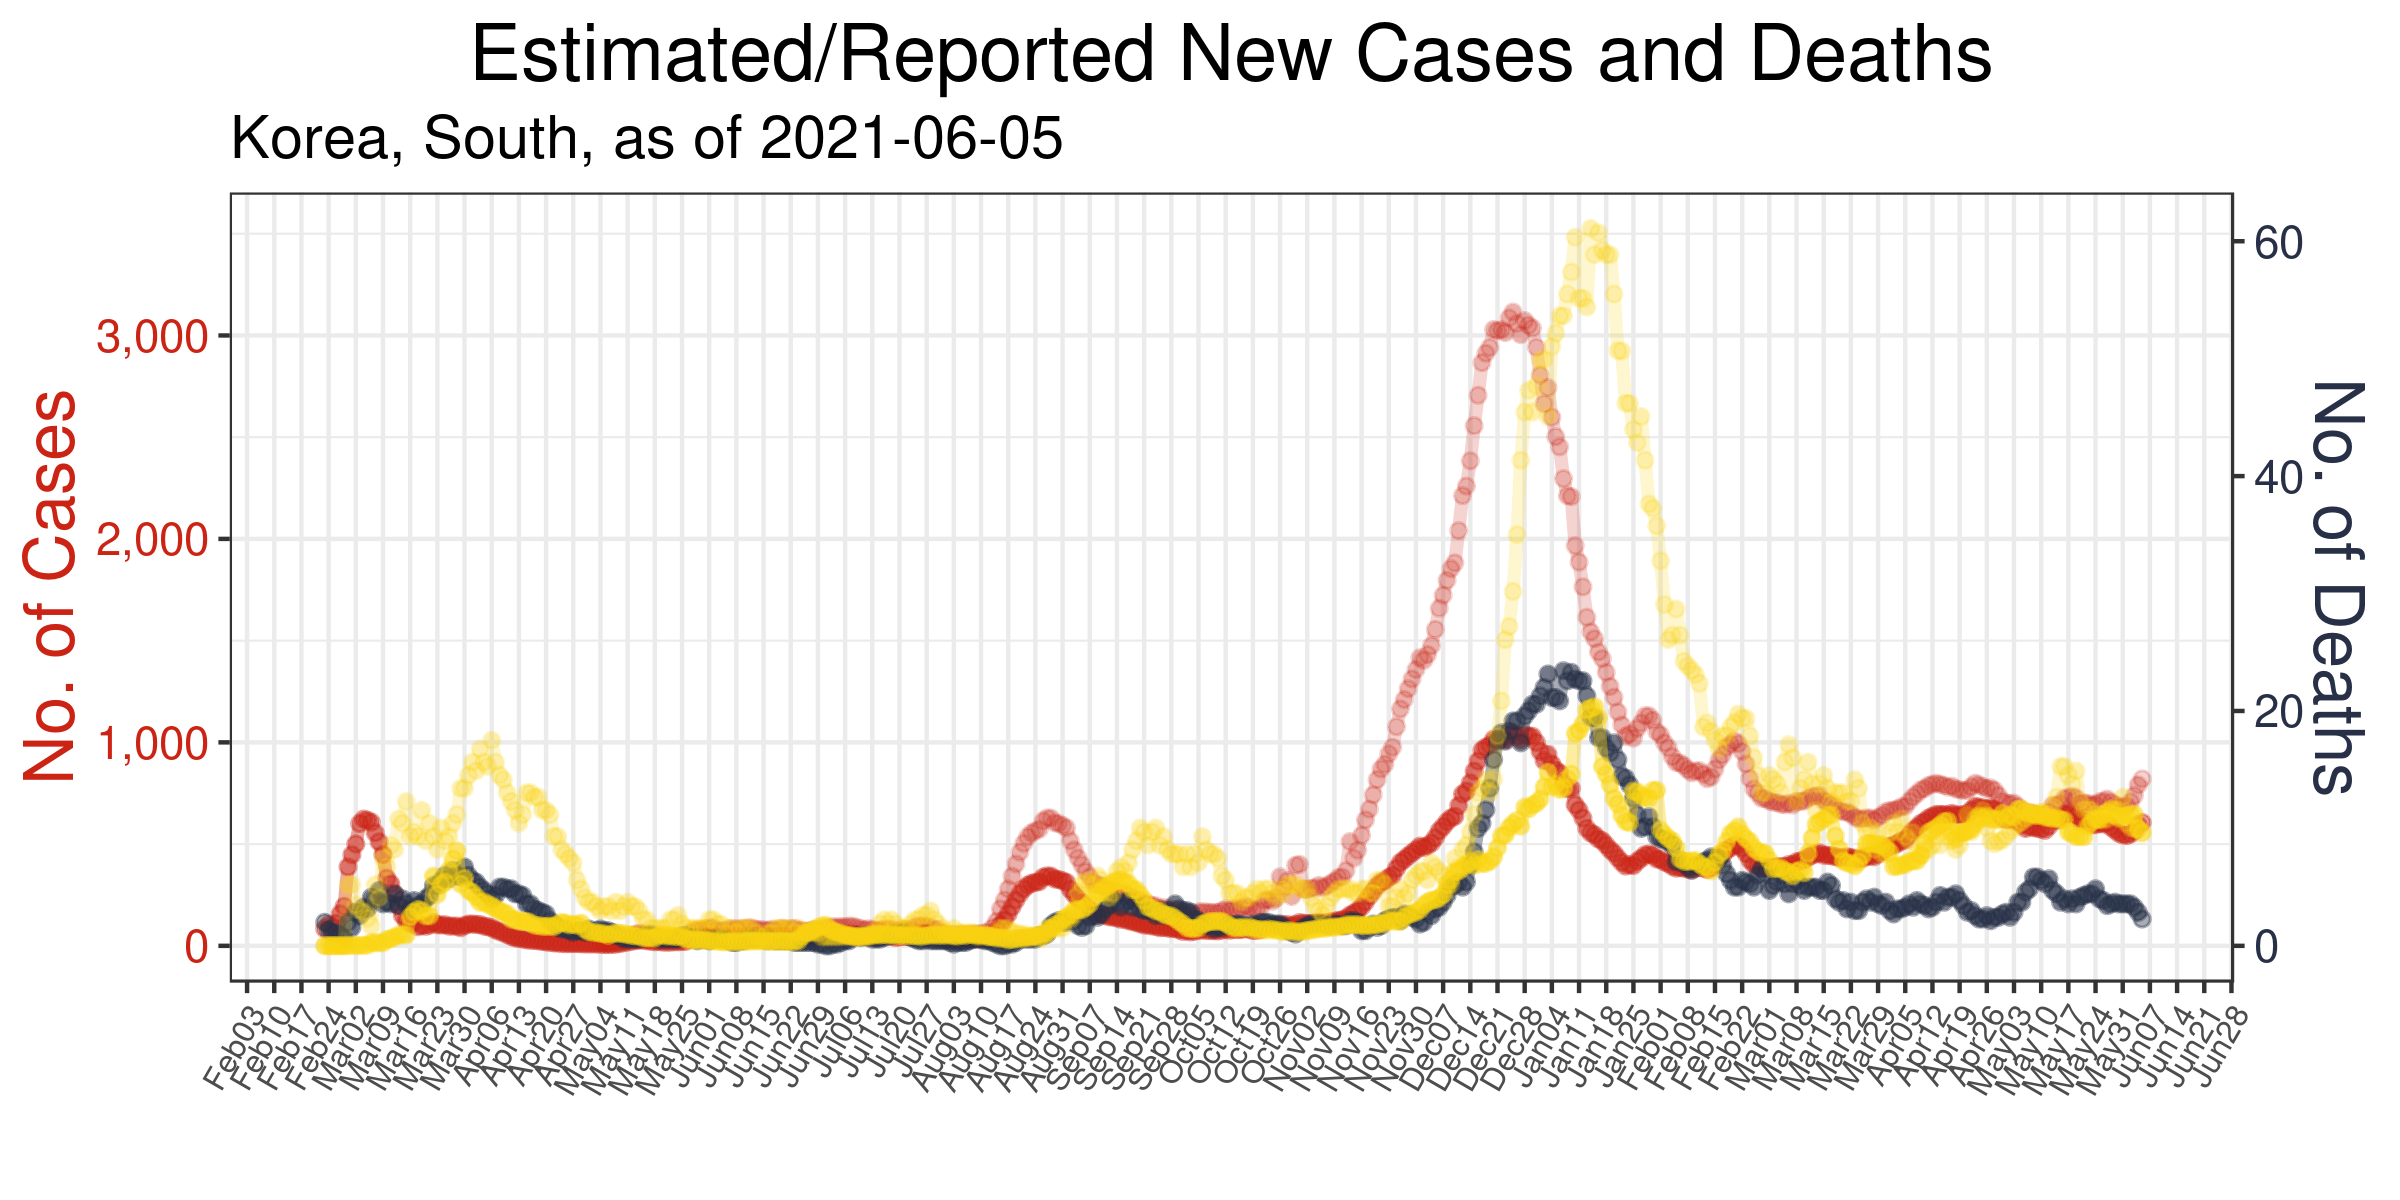 Estimated/Reported New Cases and Deaths
Korea, South, as of 2021-06-05
No. of Cases
3,000
2,000
1,000
0
60
40
20
0
No. of Deaths
Feb03
Feb10
Feb17
Feb24
Mar02
Mar09
Mar16
Mar23
Mar30
Apr06
Apr13
Apr20
Apr27
May04
May11
May18
May25
Jun01
Jun08
Jun15
Jun22
Jun29
Jul06
Jul13
Jul20
Jul27
Aug03
Aug10
Aug17
Aug24
Aug31
Sep07
Sep14
Sep21
Sep28
Oct05
Oct12
Oct19
Oct26
Nov02
Nov09
Nov16
Nov23
Nov30
Dec07
Dec14
Dec21
Dec28
Jan04
Jan11
Jan18
Jan25
Feb01
Feb08
Feb15
Feb22
Mar01
Mar08
Mar15
Mar22
Mar29
Apr05
Apr12
Apr19
Apr26
May03
May10
May17
May24
May31
Jun07
Jun14
Jun21
Jun28